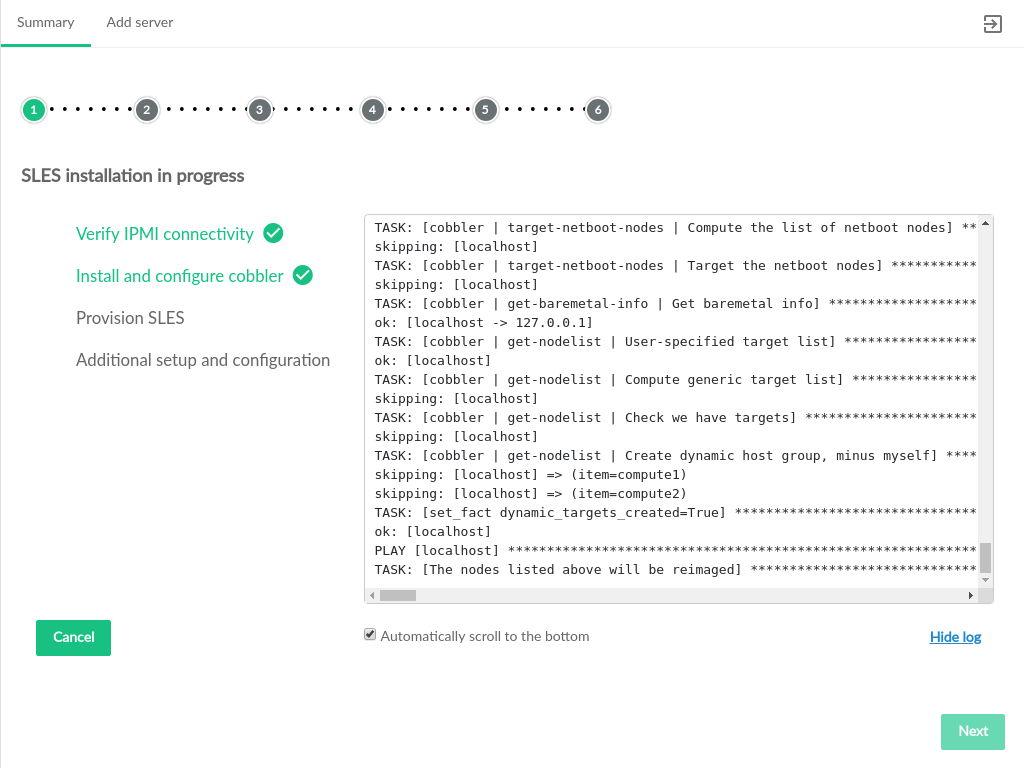 Summary Add server
1 2 3 4 5 6
SLES installation in progress
Verify IPMI connectivity
Install and configure cobbler
Provision SLES
Additional setup and configuration
TASK: [cobbler | target-netboot-nodes | Compute the list of netboot nodes] **
skipping: [localhost]
TASK: [cobbler | target-netboot-nodes | Target the netboot nodes] ***********
skipping: [localhost]
TASK: [cobbler | get-baremetal-info | Get baremetal info] *******************
ok: [localhost -> 127.0.0.1]
TASK: [cobbler | get-nodelist | User-specified target list] *****************
ok: [localhost]
TASK: [cobbler | get-nodelist | Compute generic target list] ****************
skipping: [localhost]
TASK: [cobbler | get-nodelist | Check we have targets] **********************
skipping: [localhost]
TASK: [cobbler | get-nodelist | Create dynamic host group, minus myself] ****
skipping: [localhost] => (item=compute1)
skipping: [localhost] => (item=compute2)
TASK: [set_fact dynamic_targets_created=True] *******************************
ok: [localhost]
PLAY [localhost] ************************************************************
TASK: [The nodes listed above will be reimaged] *****************************
Cancel
Automatically scroll to the bottom
Hide log
Next